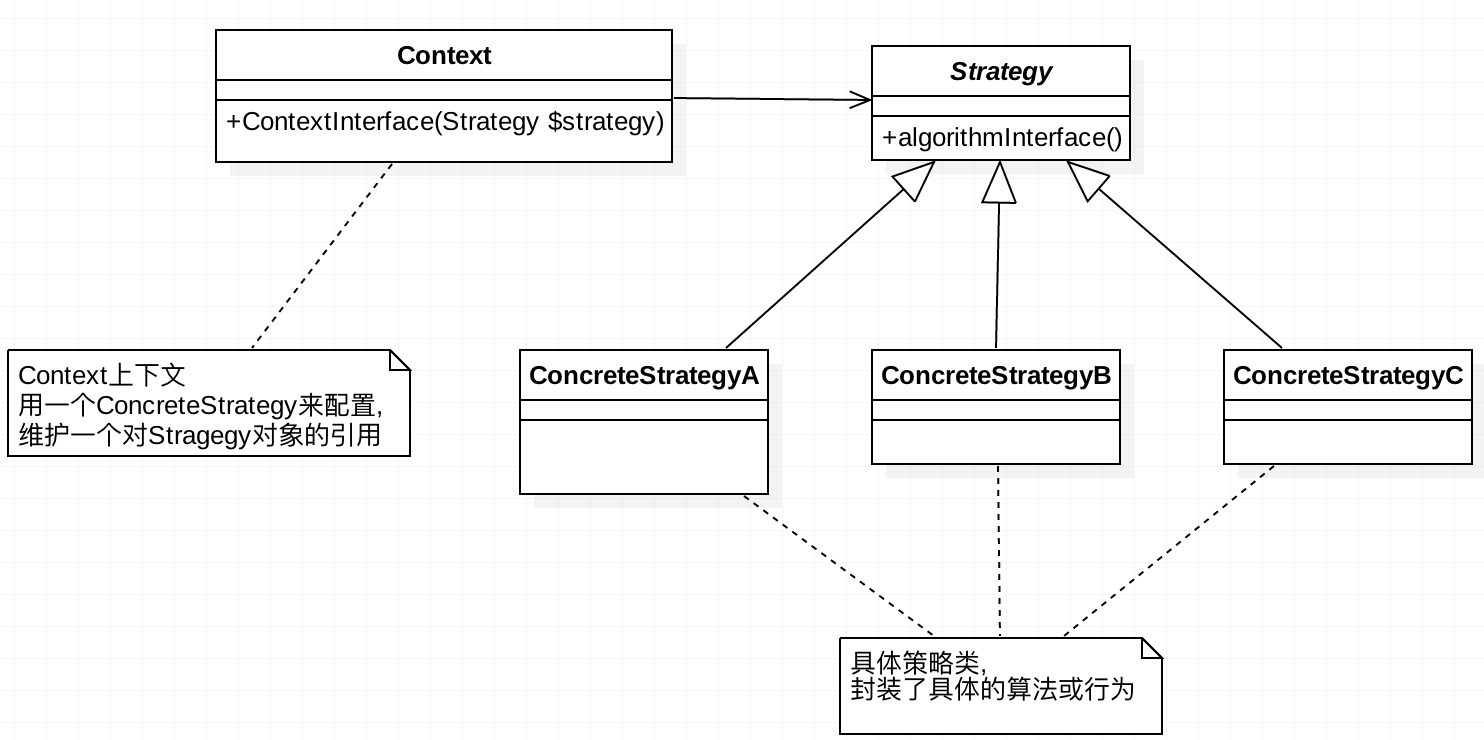 Context
+ContextInterface(Strategy $strategy)
Strategy
+algorithmInterface()
Context上下文
用一个ConcreteStrategy来配置,
维护一个对Stragegy对象的引用
ConcreteStrategyA
ConcreteStrategyB
ConcreteStrategyC
具体策略类,
封装了具体的算法或行为